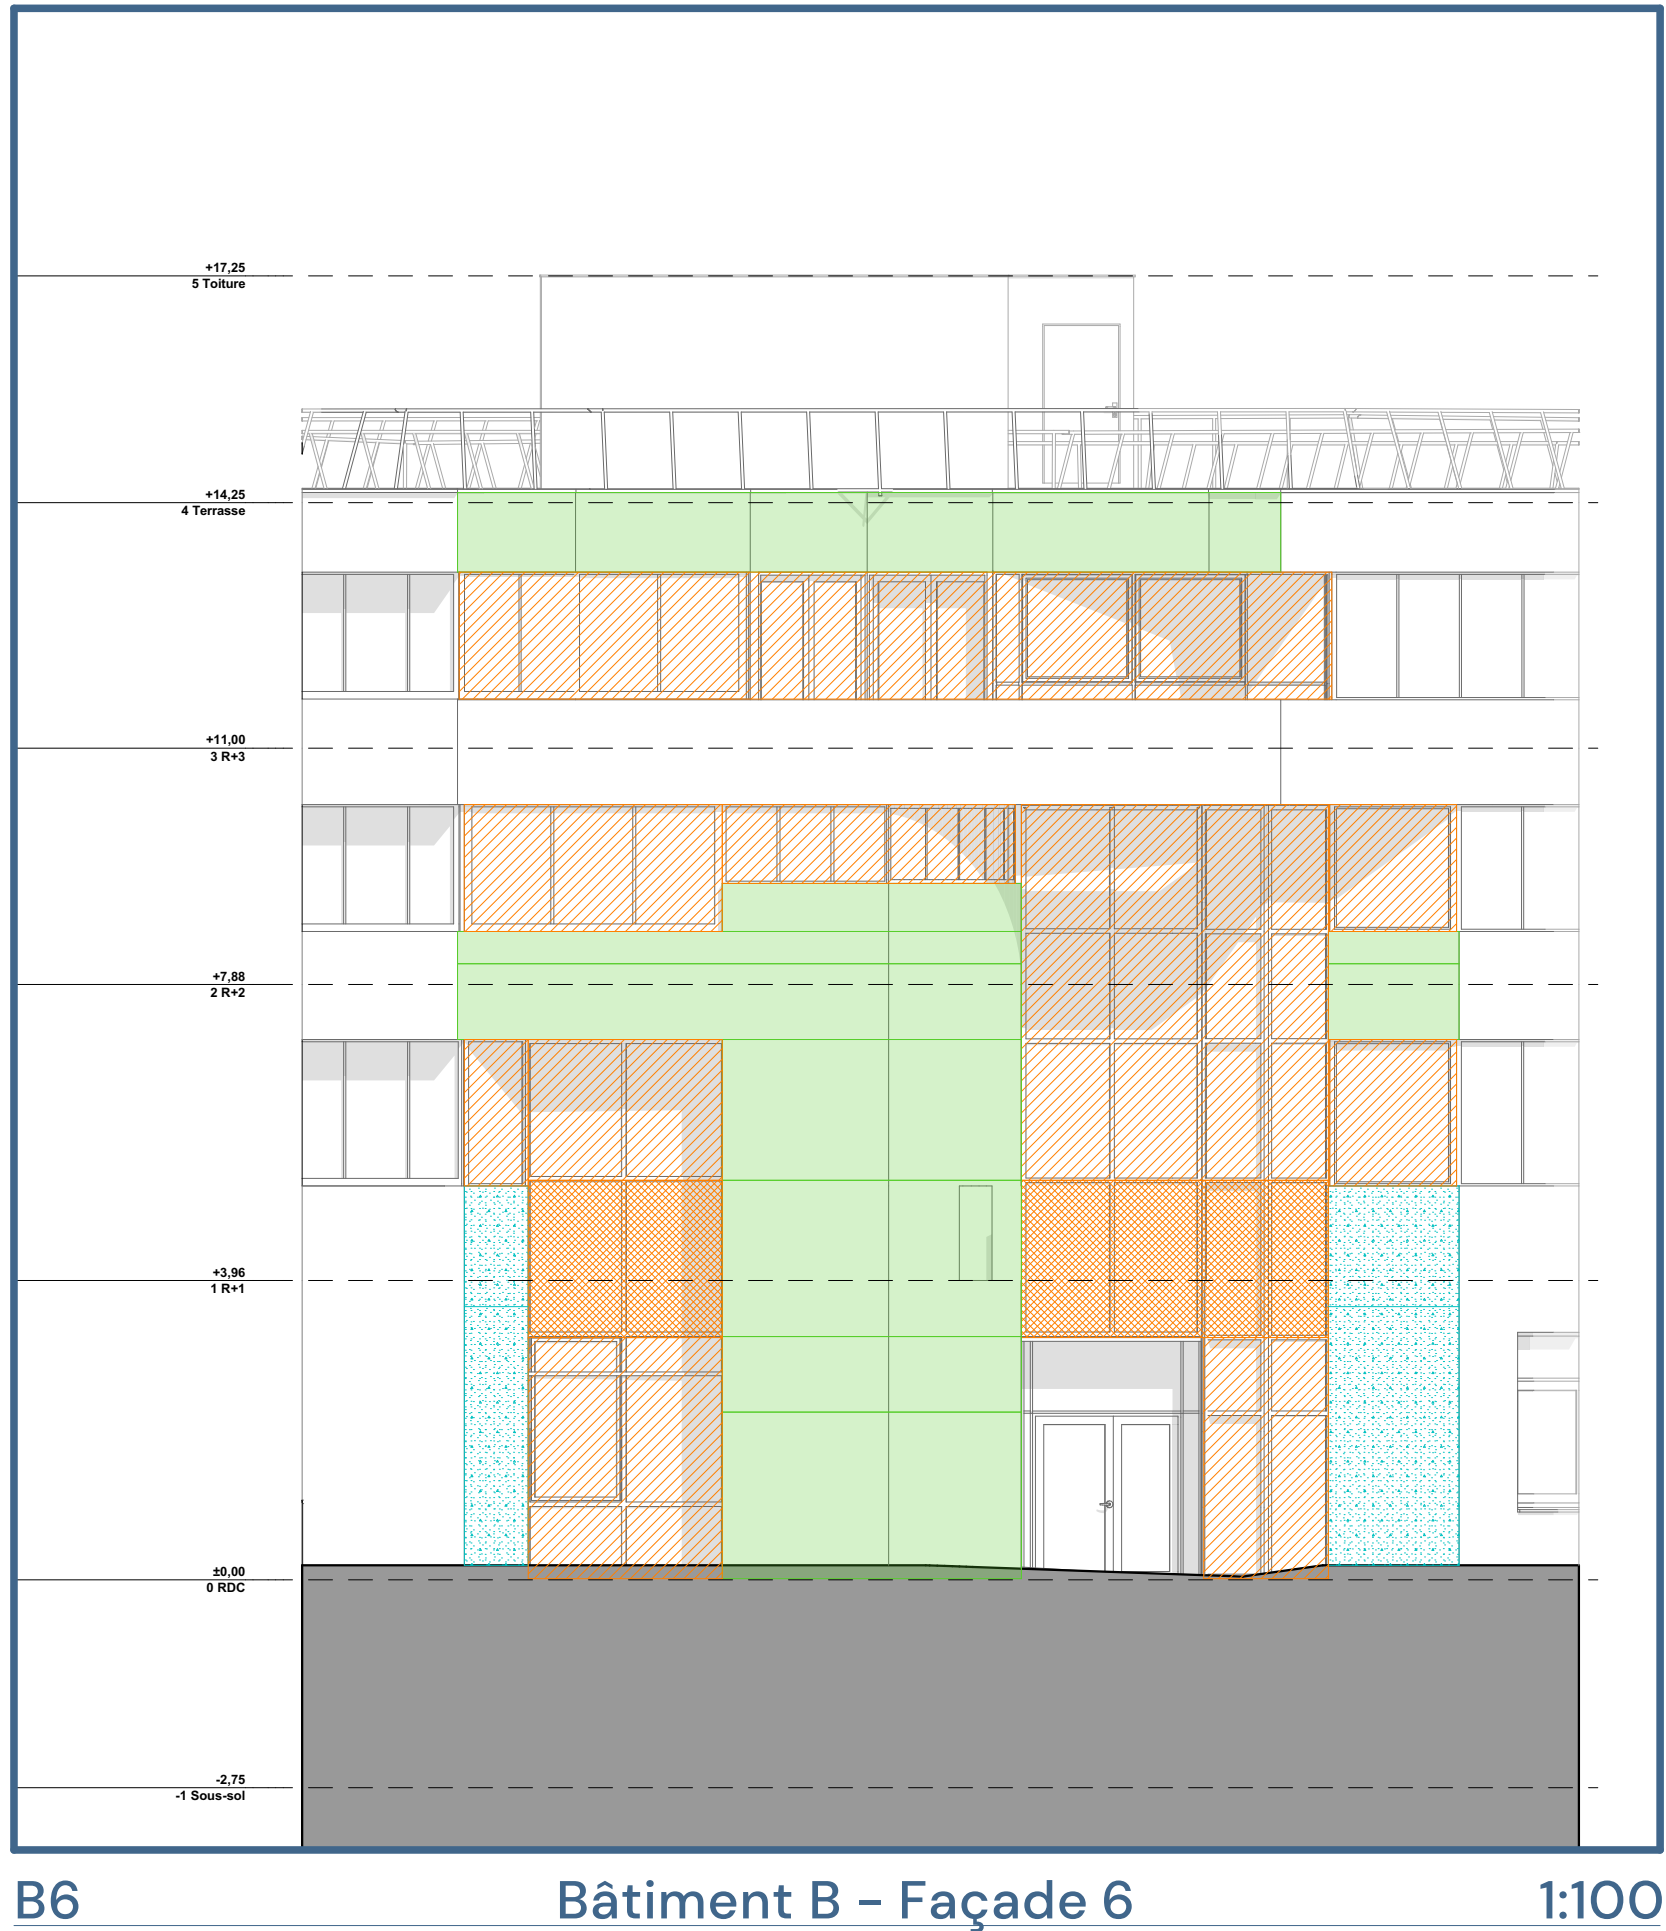 +17,25
5 Toiture
+14,25
4 Terrasse
+11,00
3 R+3
+7,88
2 R+2
+3,96
1 R+1
±0,00
0 RDC
-2,75
-1 Sous-sol
B6 Bâtiment B - Façade 6 1:100